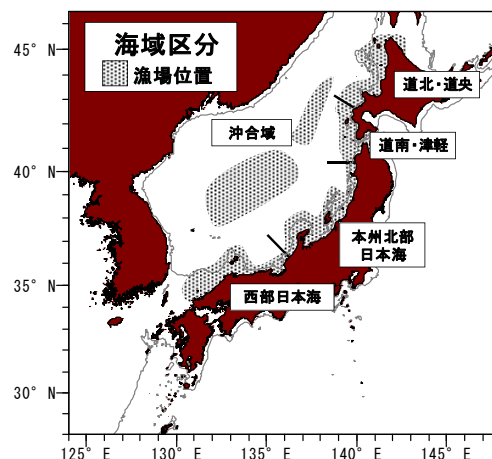 海域区分
漁場位置
道北・道央
沖合域
道南・津軽
本州北部
日本海
西部日本海
45° N
40° N
35° N
30° N
125° E
130° E
135° E
140° E
145° E